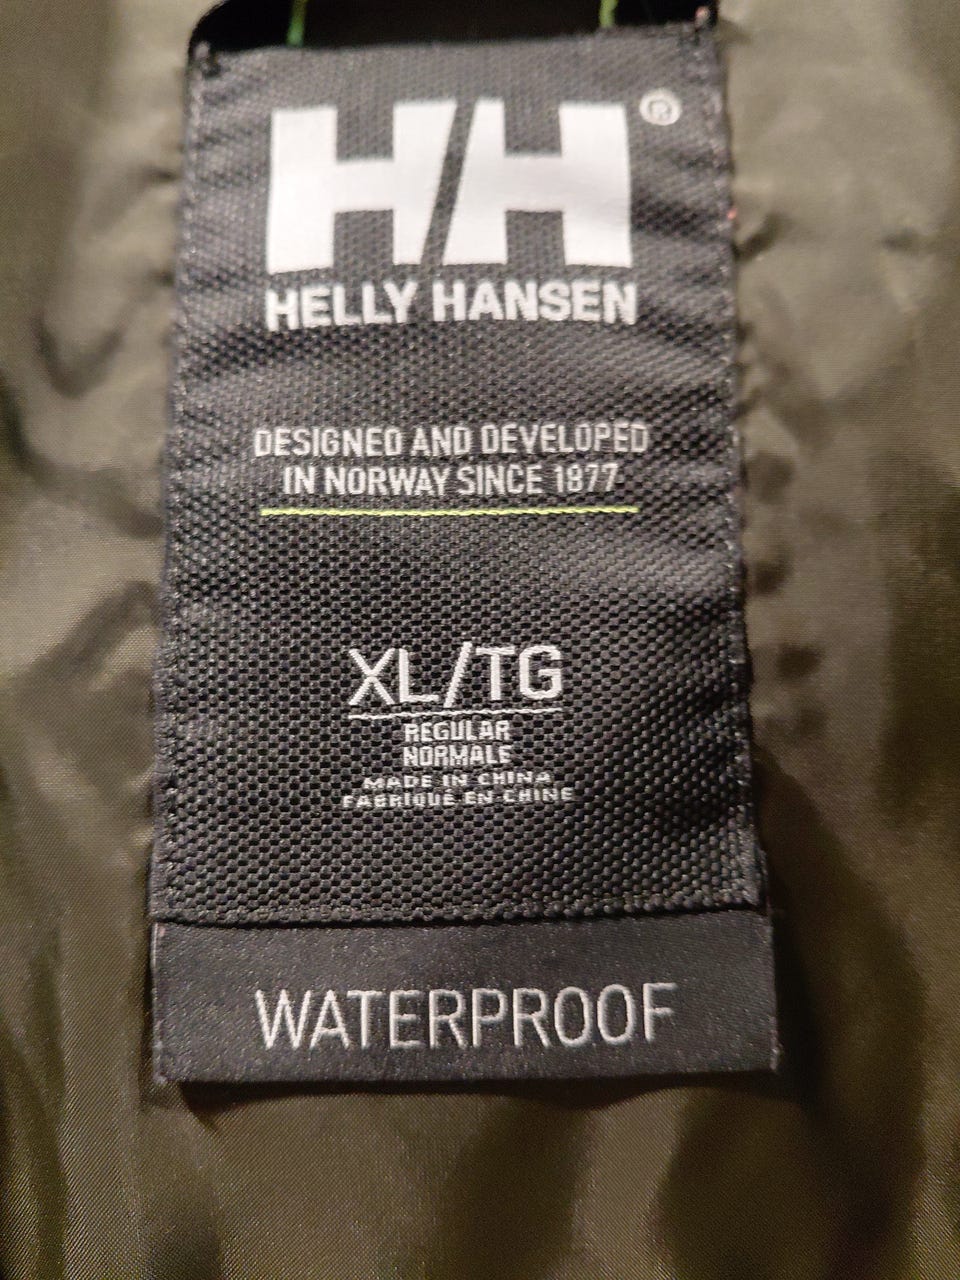 HH®
HELLY HANSEN
DESIGNED AND DEVELOPED
IN NORWAY SINCE 1877
XL/TG
REGULAR
NORMALE
MADE IN CHINA
FABRIQUÉ EN CHINE
WATERPROOF